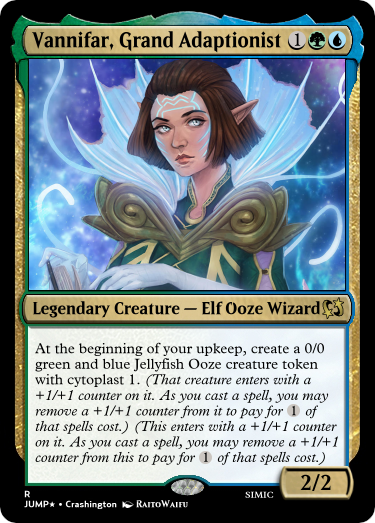 Vannifar, Grand Adaptionist 1
Legendary Creature — Elf Ooze Wizard
At the beginning of your upkeep, create a 0/0
green and blue Jellyfish Ooze creature token
with cytoplast 1. (That creature enters with a
+1/+1 counter on it. As you cast a spell, you may
remove a +1/+1 counter from it to pay for 1 of
that spells cost.) (This enters with a +1/+1 counter
on it. As you cast a spell, you may remove a +1/+1
counter from this to pay for 1 of that spells cost.)
2/2
R SIMIC
JUMP★ • Crashington RaitoWaifu